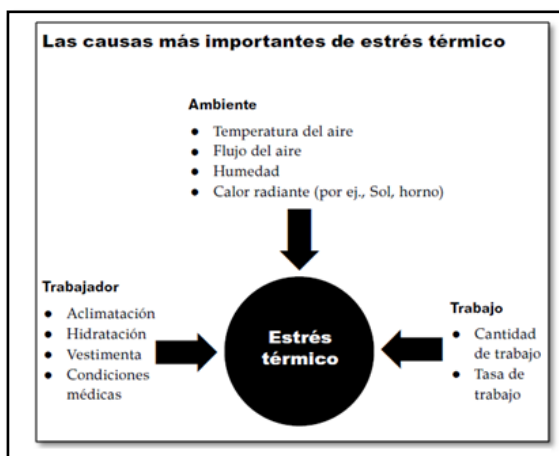 Las causas más importantes de estrés térmico
Ambiente
● Temperatura del aire
● Flujo del aire
● Humedad
● Calor radiante (por ej., Sol, horno)
Trabajador
● Aclimatación
● Hidratación
● Vestimenta
● Condiciones
médicas
Estrés
térmico
Trabajo
● Cantidad
de trabajo
● Tasa de
trabajo